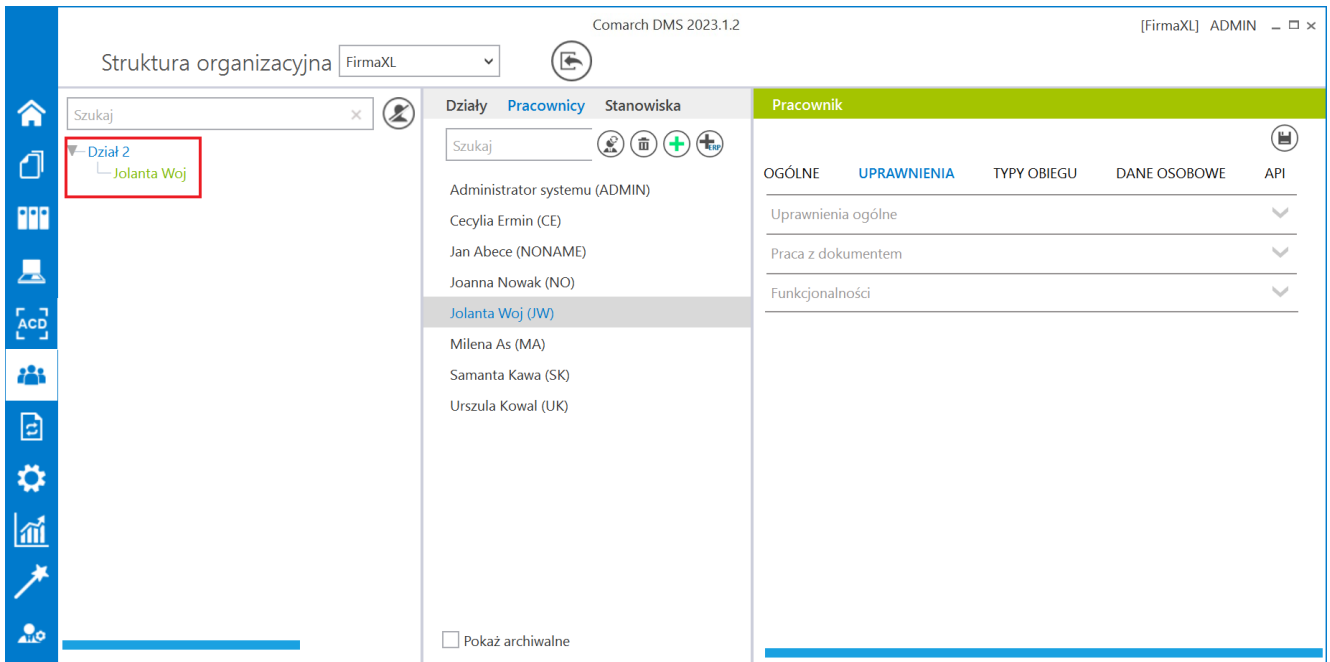 Comarch DMS 2023.1.2
[FirmaXL] ADMIN
Struktura organizacyjna FirmaXL
Szukaj
Dział 2
Jolanta Woj
ACD
Działy Pracownicy Stanowiska
Szukaj
ERP
Administrator systemu (ADMIN)
Cecylia Ermin (CE)
Jan Abece (NONAME)
Joanna Nowak (NO)
Jolanta Woj (JW)
Milena As (MA)
Samanta Kawa (SK)
Urszula Kowal (UK)
Pokaż archiwalne
Pracownik
OGÓLNE UPRAWNIENIA TYPY OBIEGU DANE OSOBOWE API
Uprawnienia ogólne
Praca z dokumentem
Funkcjonalności